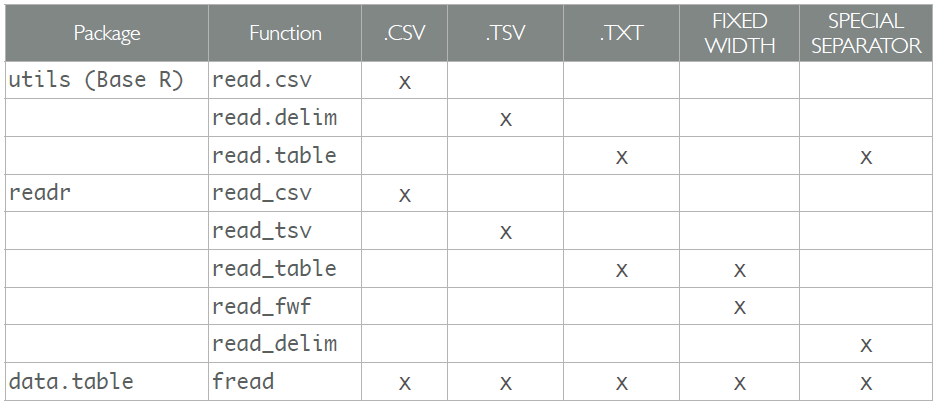 Package Function .CSV .TSV .TXT FIXED WIDTH SPECIAL SEPARATOR
utils (Base R) read.csv x
read.delim x
read.table x x
readr read_csv x
read_tsv x
read_table x x
read_fwf x
read_delim x
data.table fread x x x x x